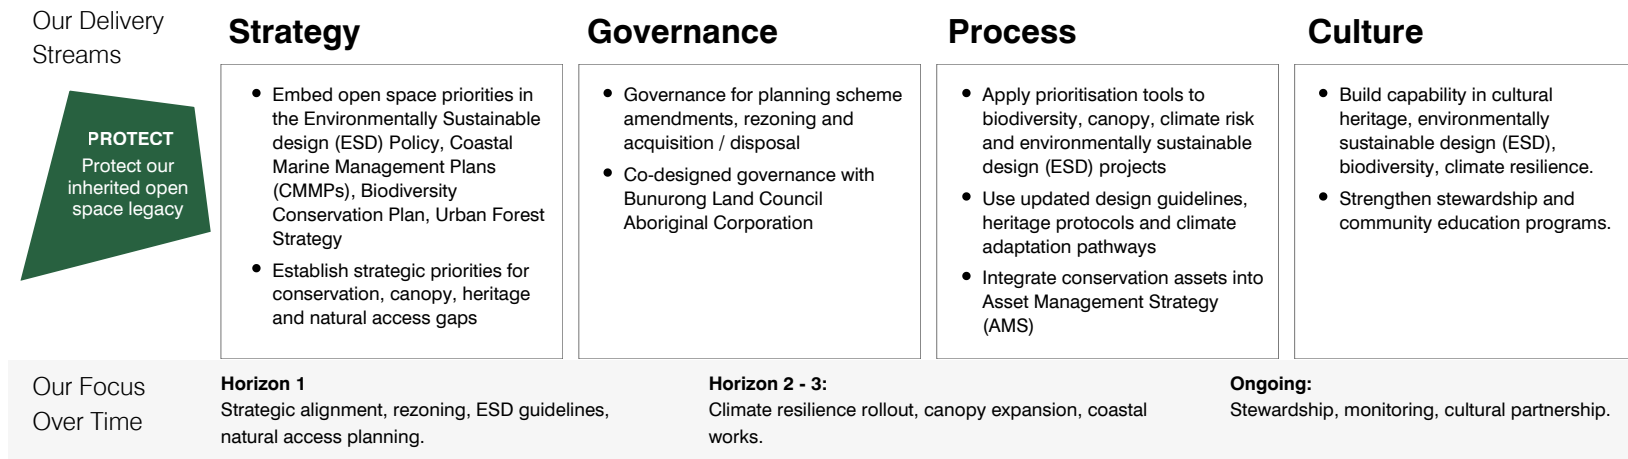 Our Delivery
Streams
Strategy
Governance
Process
Culture
PROTECT
Protect our
inherited open
space legacy
• Embed open space priorities in
the Environmentally Sustainable
design (ESD) Policy, Coastal
Marine Management Plans
(CMMPs), Biodiversity
Conservation Plan, Urban Forest
Strategy
• Establish strategic priorities for
conservation, canopy, heritage
and natural access gaps
• Governance for planning scheme
amendments, rezoning and
acquisition / disposal
• Co-designed governance with
Bunurong Land Council
Aboriginal Corporation
• Apply prioritisation tools to
biodiversity, canopy, climate risk
and environmentally sustainable
design (ESD) projects
• Use updated design guidelines,
heritage protocols and climate
adaptation pathways
• Integrate conservation assets into
Asset Management Strategy
(AMS)
• Build capability in cultural
heritage, environmentally
sustainable design (ESD),
biodiversity, climate resilience.
• Strengthen stewardship and
community education programs.
Our Focus
Over Time
Horizon 1
Strategic alignment, rezoning, ESD guidelines,
natural access planning.
Horizon 2 - 3:
Climate resilience rollout, canopy expansion, coastal
works.
Ongoing:
Stewardship, monitoring, cultural partnership.